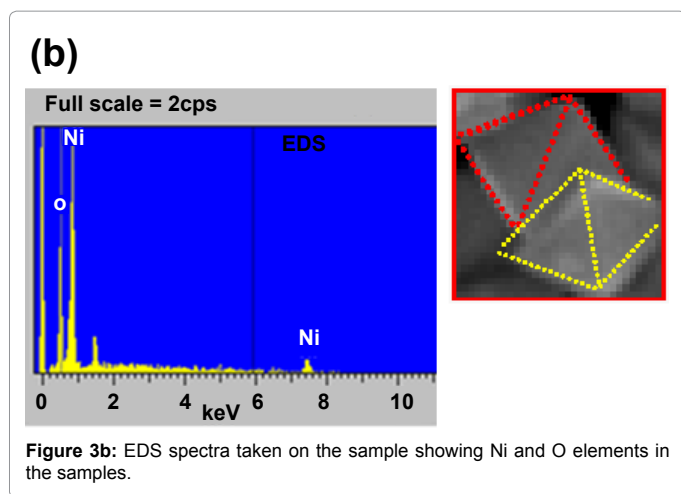 (b)
Full scale = 2cps
Ni
EDS
o
Ni
0 2 4 6 8 10
keV
Figure 3b: EDS spectra taken on the sample showing Ni and O elements in
the samples.